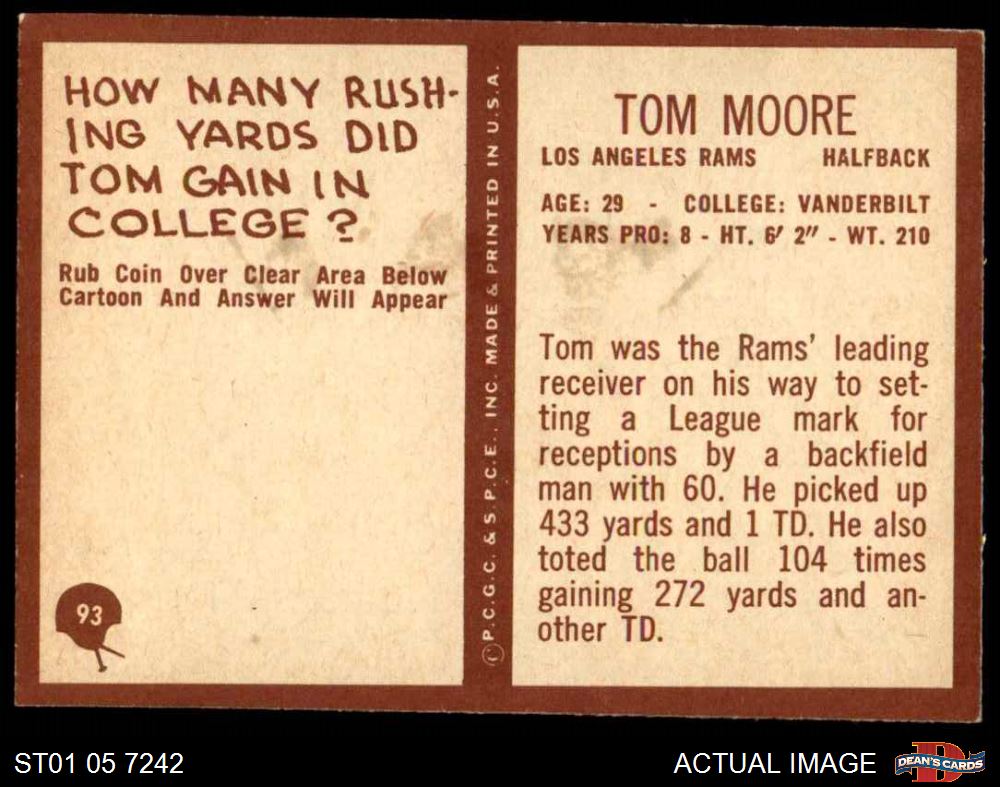 HOW MANY RUSH-
ING YARDS DID
TOM GAIN IN
COLLEGE ?
Rub Coin Over Clear Area Below
Cartoon And Answer Will Appear
93
© P.C.G.C. & S.P.C.E., INC. MADE & PRINTED IN U.S.A.
TOM MOORE
LOS ANGELES RAMS HALFBACK
AGE: 29 - COLLEGE: VANDERBILT
YEARS PRO: 8 - HT. 6' 2" - WT. 210
Tom was the Rams' leading
receiver on his way to set-
ting a League mark for
receptions by a backfield
man with 60. He picked up
433 yards and 1 TD. He also
toted the ball 104 times
gaining 272 yards and an-
other TD.
ST01 05 7242
ACTUAL IMAGE
D
DEAN'S CARDS